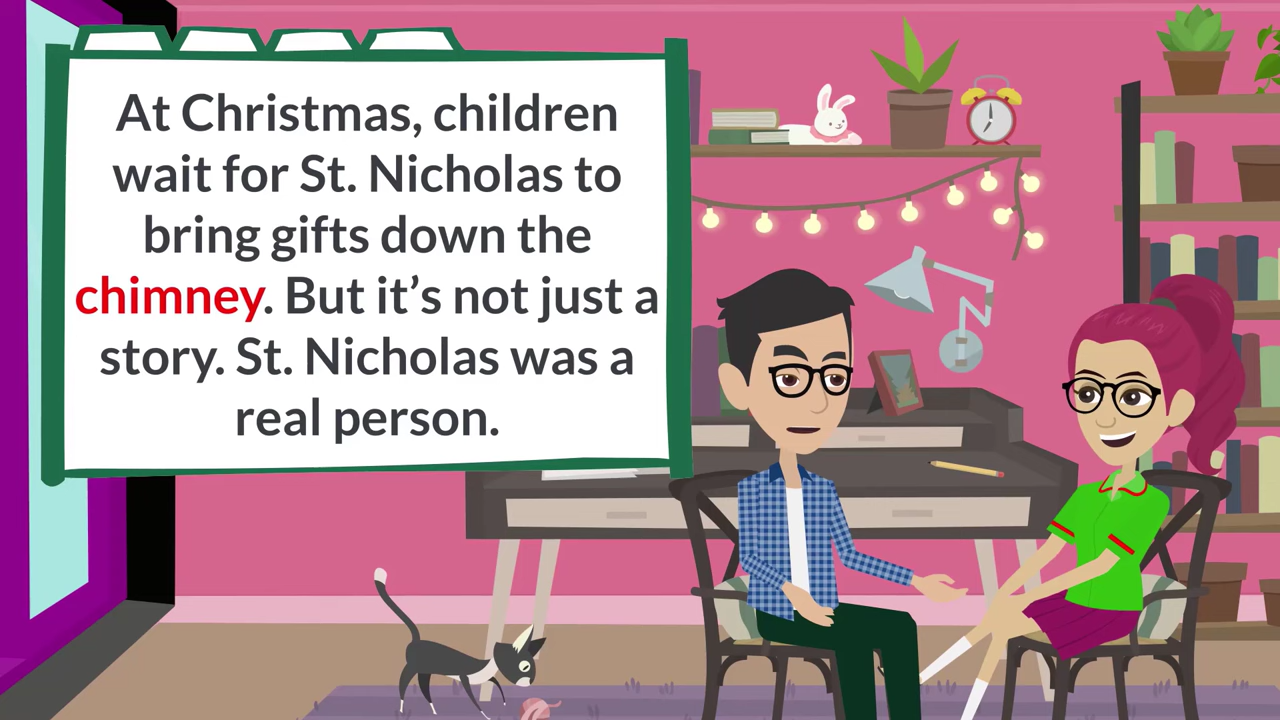 At Christmas, children
wait for St. Nicholas to
bring gifts down the
chimney. But it’s not just a
story. St. Nicholas was a
real person.